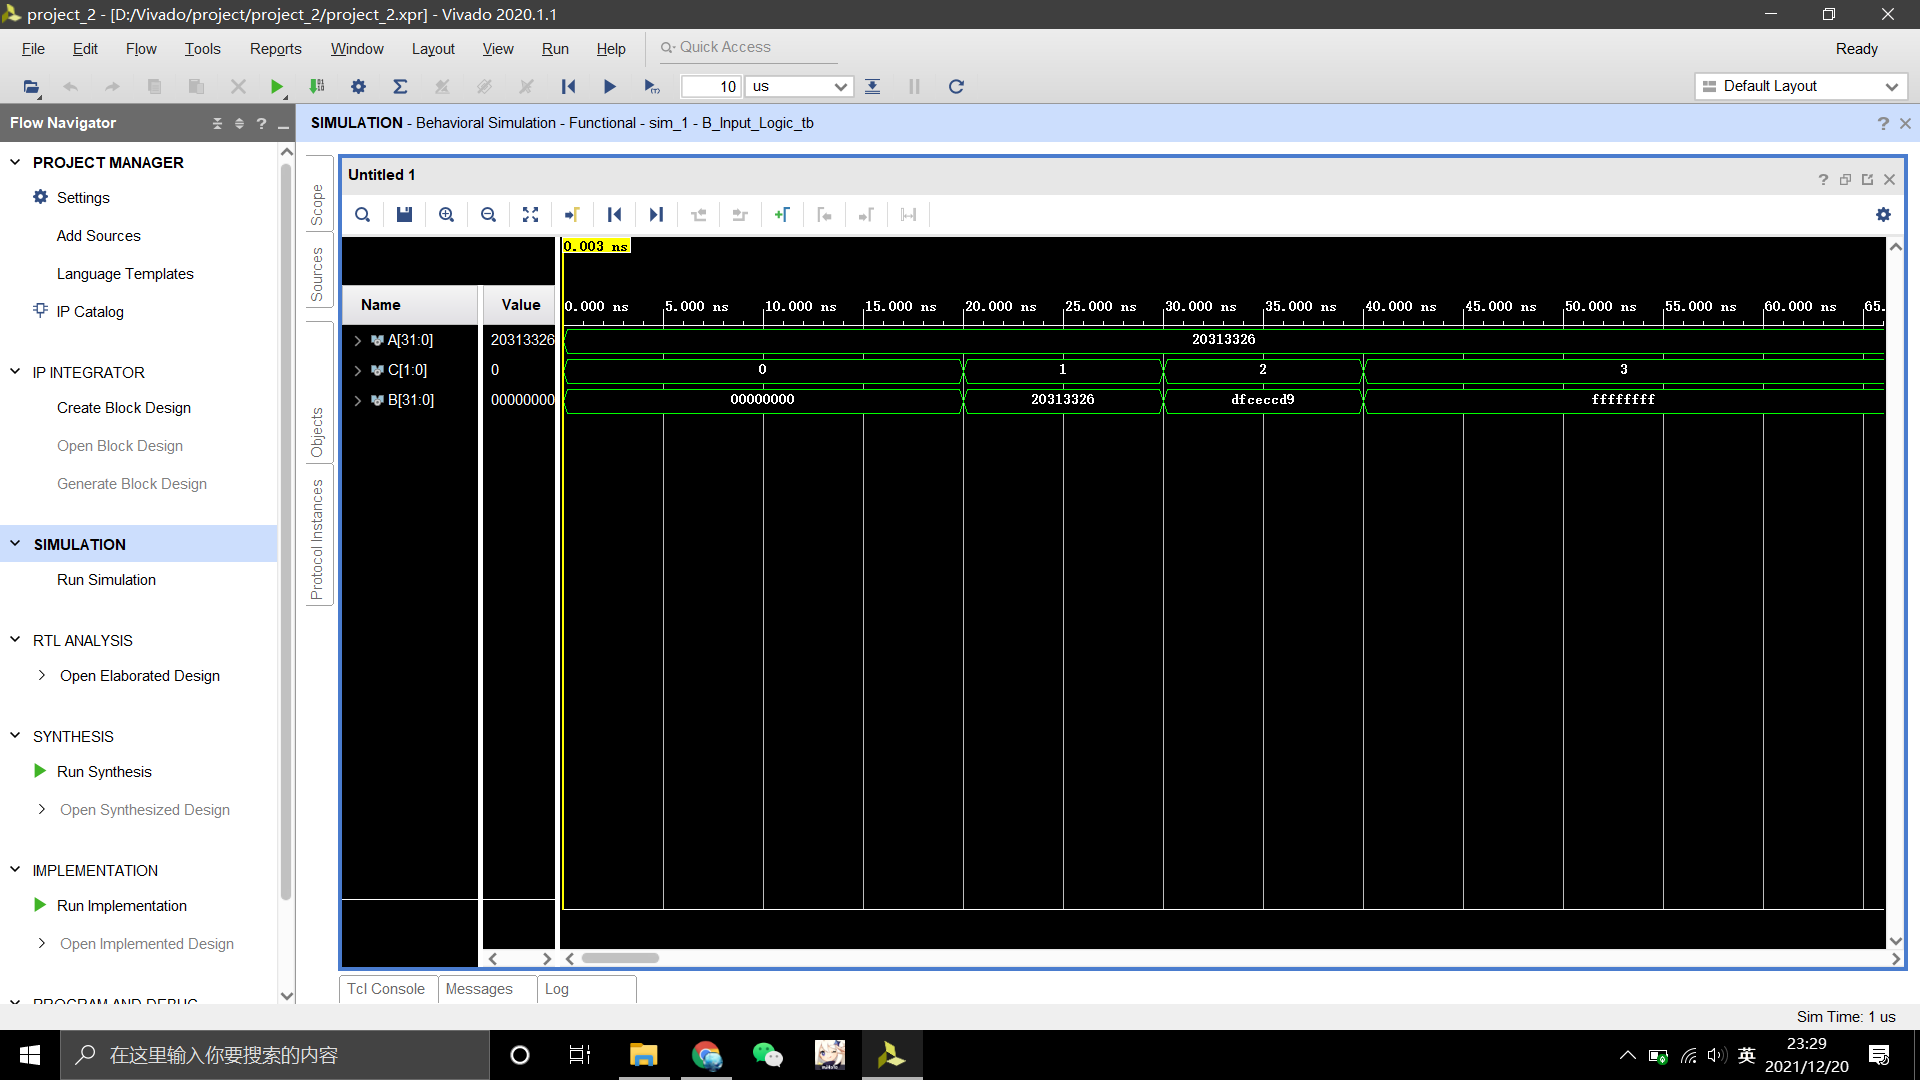 project_2 - [D:/Vivado/project/project_2/project_2.xpr] - Vivado 2020.1.1
File Edit Flow Tools Reports Window Layout View Run Help Quick Access Ready
10 us Default Layout
Flow Navigator
SIMULATION - Behavioral Simulation - Functional - sim_1 - B_Input_Logic_tb
PROJECT MANAGER
Settings
Add Sources
Language Templates
IP Catalog
IP INTEGRATOR
Create Block Design
Open Block Design
Generate Block Design
SIMULATION
Run Simulation
RTL ANALYSIS
Open Elaborated Design
SYNTHESIS
Run Synthesis
Open Synthesized Design
IMPLEMENTATION
Run Implementation
Open Implemented Design
PROGRAM AND DEBUG
Scope
Sources
Objects
Protocol Instances
Untitled 1
0.003 ns
Name Value 0.000 ns 5.000 ns 10.000 ns 15.000 ns 20.000 ns 25.000 ns 30.000 ns 35.000 ns 40.000 ns 45.000 ns 50.000 ns 55.000 ns 60.000 ns 65.
A[31:0] 20313326 20313326
C[1:0] 0 0 1 2 3
B[31:0] 00000000 00000000 20313326 dfceccd9 ffffffff
Tcl Console Messages Log
Sim Time: 1 us
在这里输入你要搜索的内容
英
23:29
2021/12/20